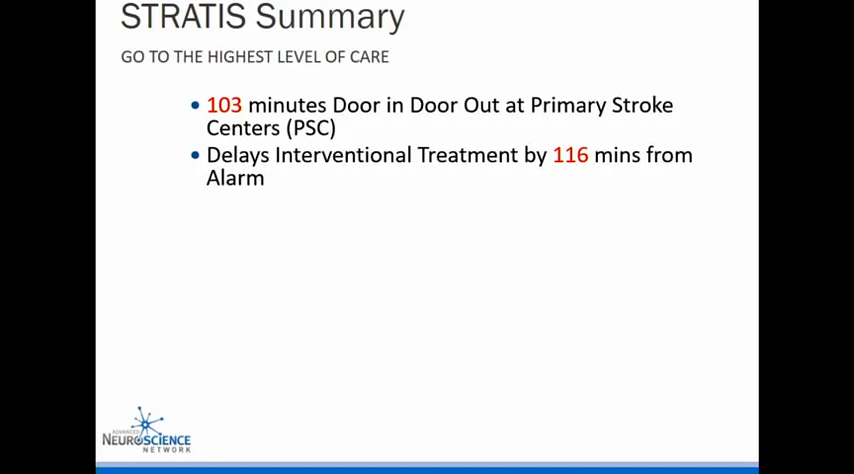 STRATIS Summary
GO TO THE HIGHEST LEVEL OF CARE
• 103 minutes Door in Door Out at Primary Stroke
Centers (PSC)
• Delays Interventional Treatment by 116 mins from
Alarm
ADVANCED
NEUROSCIENCE
NETWORK